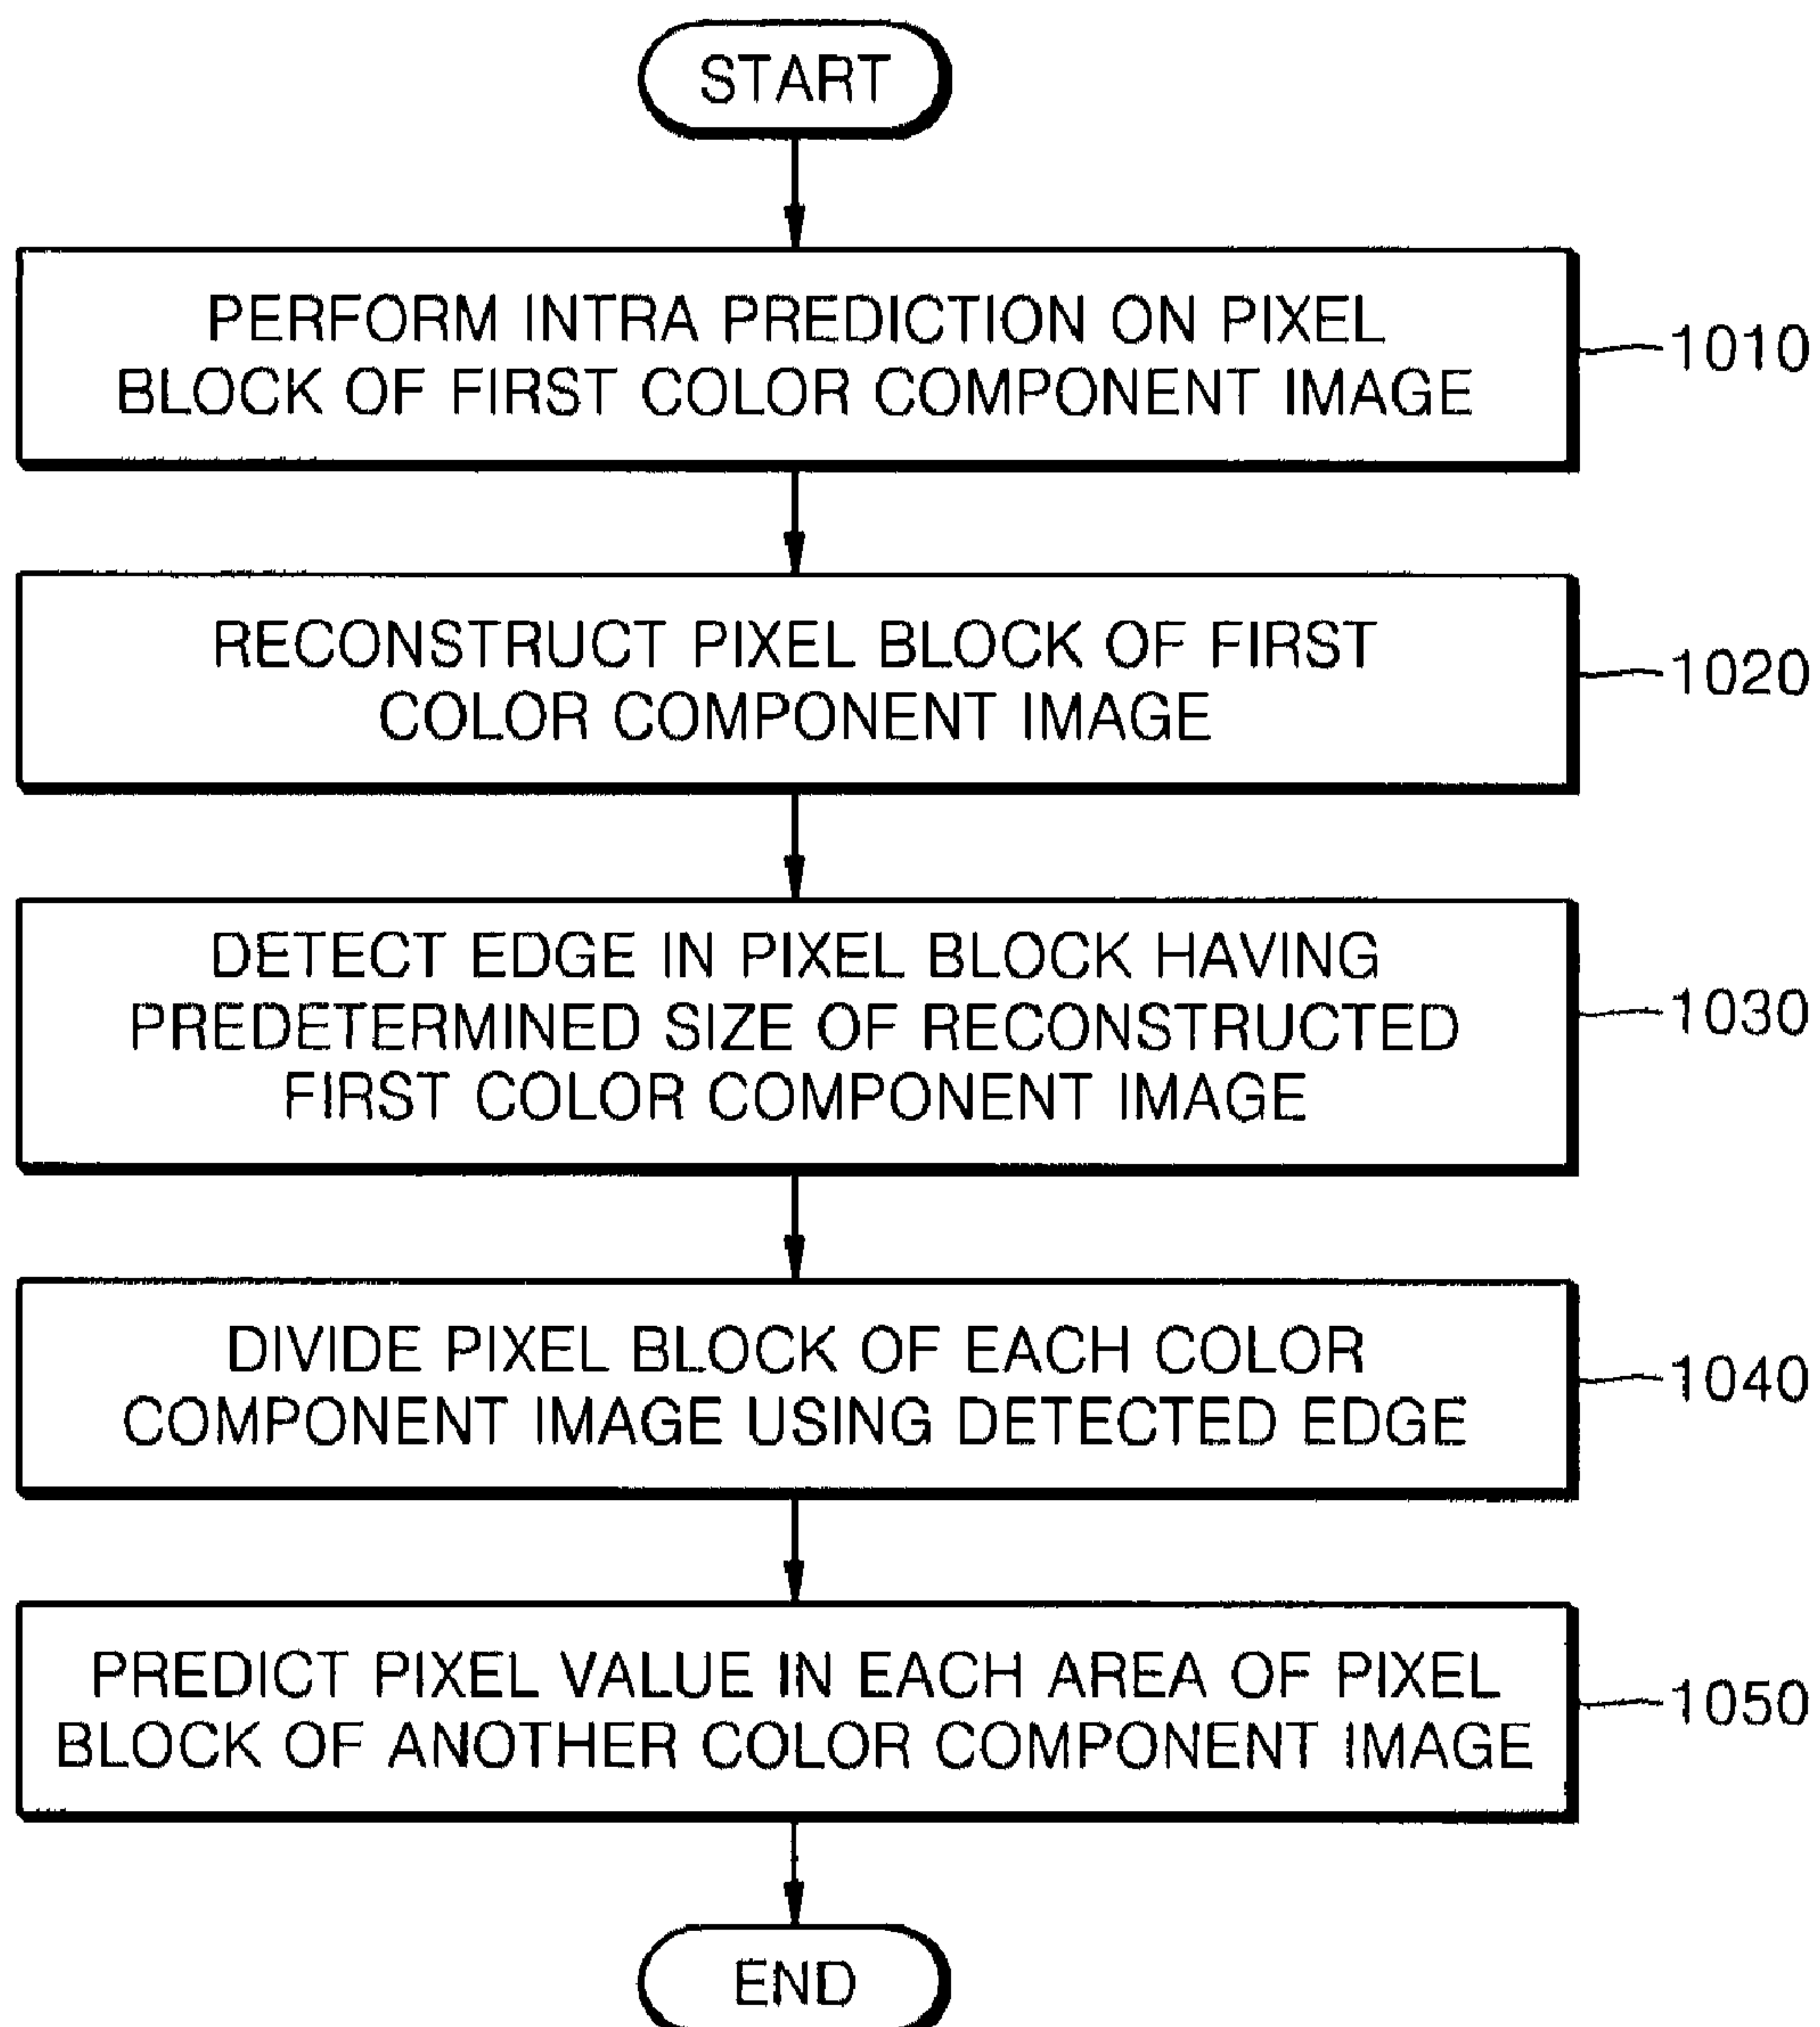 START
PERFORM INTRA PREDICTION ON PIXEL
BLOCK OF FIRST COLOR COMPONENT IMAGE
1010
RECONSTRUCT PIXEL BLOCK OF FIRST
COLOR COMPONENT IMAGE
1020
DETECT EDGE IN PIXEL BLOCK HAVING
PREDETERMINED SIZE OF RECONSTRUCTED
FIRST COLOR COMPONENT IMAGE
1030
DIVIDE PIXEL BLOCK OF EACH COLOR
COMPONENT IMAGE USING DETECTED EDGE
1040
PREDICT PIXEL VALUE IN EACH AREA OF PIXEL
BLOCK OF ANOTHER COLOR COMPONENT IMAGE
1050
END